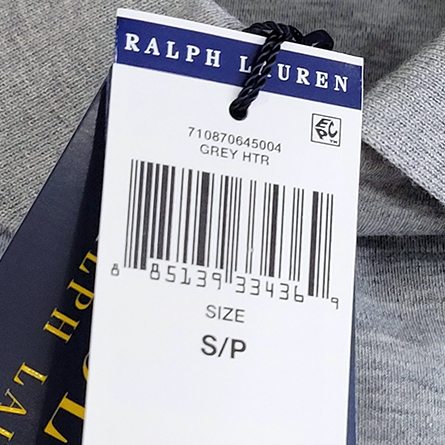 RALPH LAUREN
710870645004
GREY HTR
8 85139 33436 9
SIZE
S/P